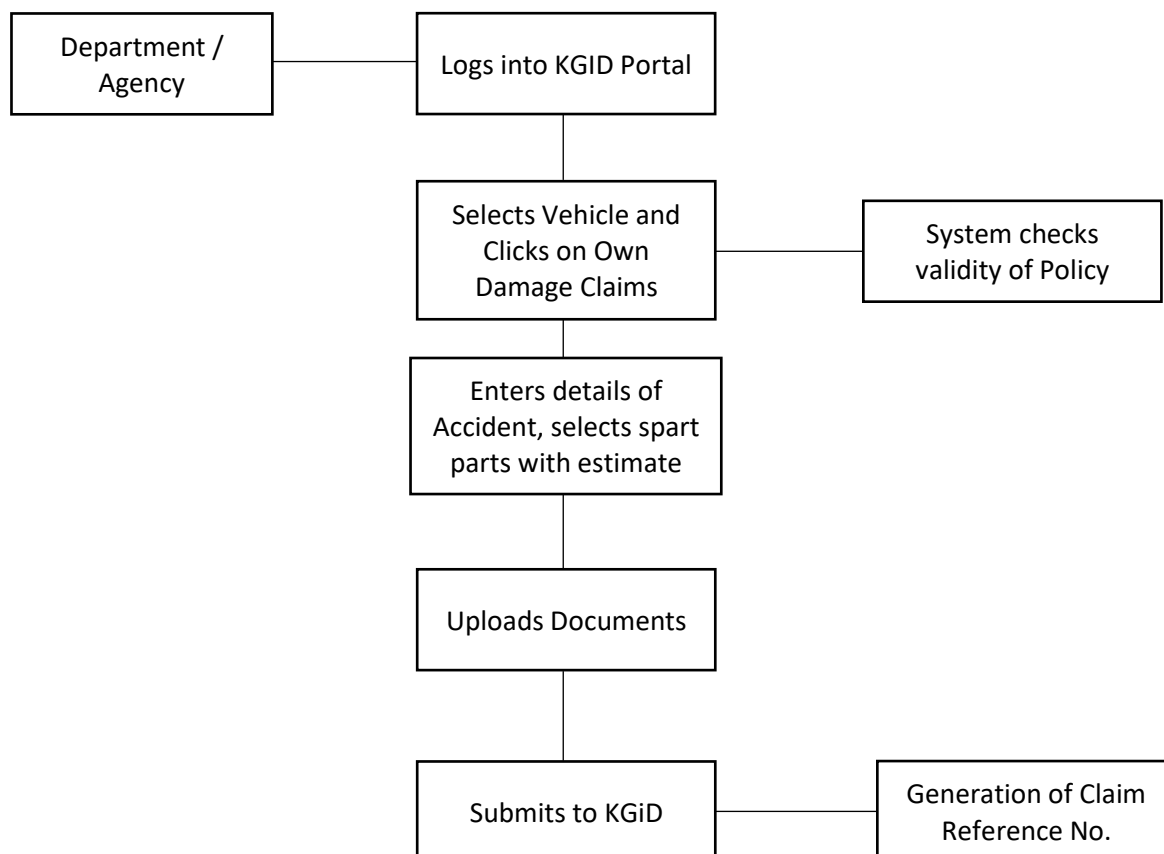 Department /
Agency
Logs into KGID Portal
Selects Vehicle and
Clicks on Own
Damage Claims
System checks
validity of Policy
Enters details of
Accident, selects spart
parts with estimate
Uploads Documents
Submits to KGiD
Generation of Claim
Reference No.